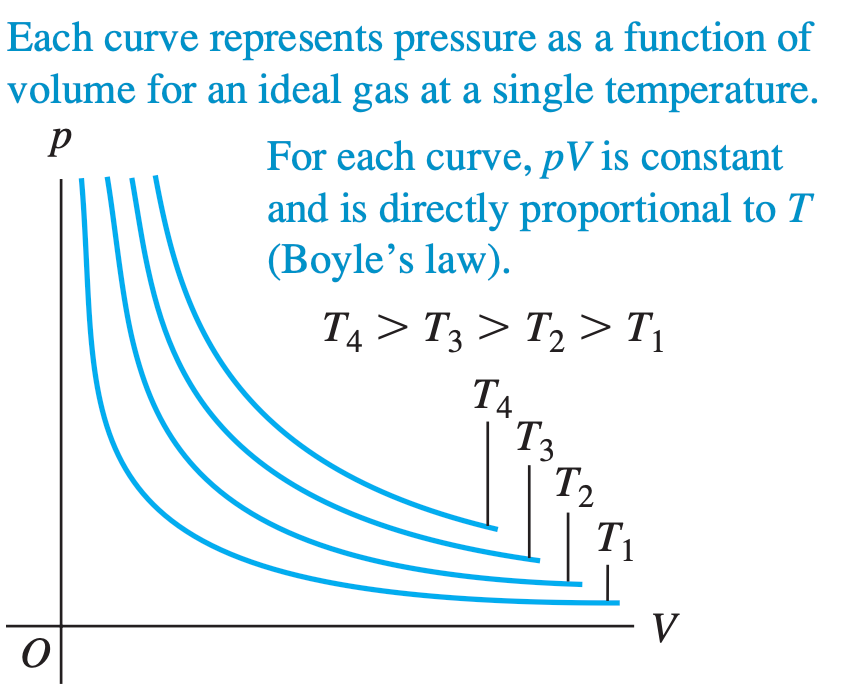 Each curve represents pressure as a function of
volume for an ideal gas at a single temperature.
p
For each curve, pV is constant
and is directly proportional to T
(Boyle’s law).
T₄ > T₃ > T₂ > T₁
T₄
T₃
T₂
T₁
V
O